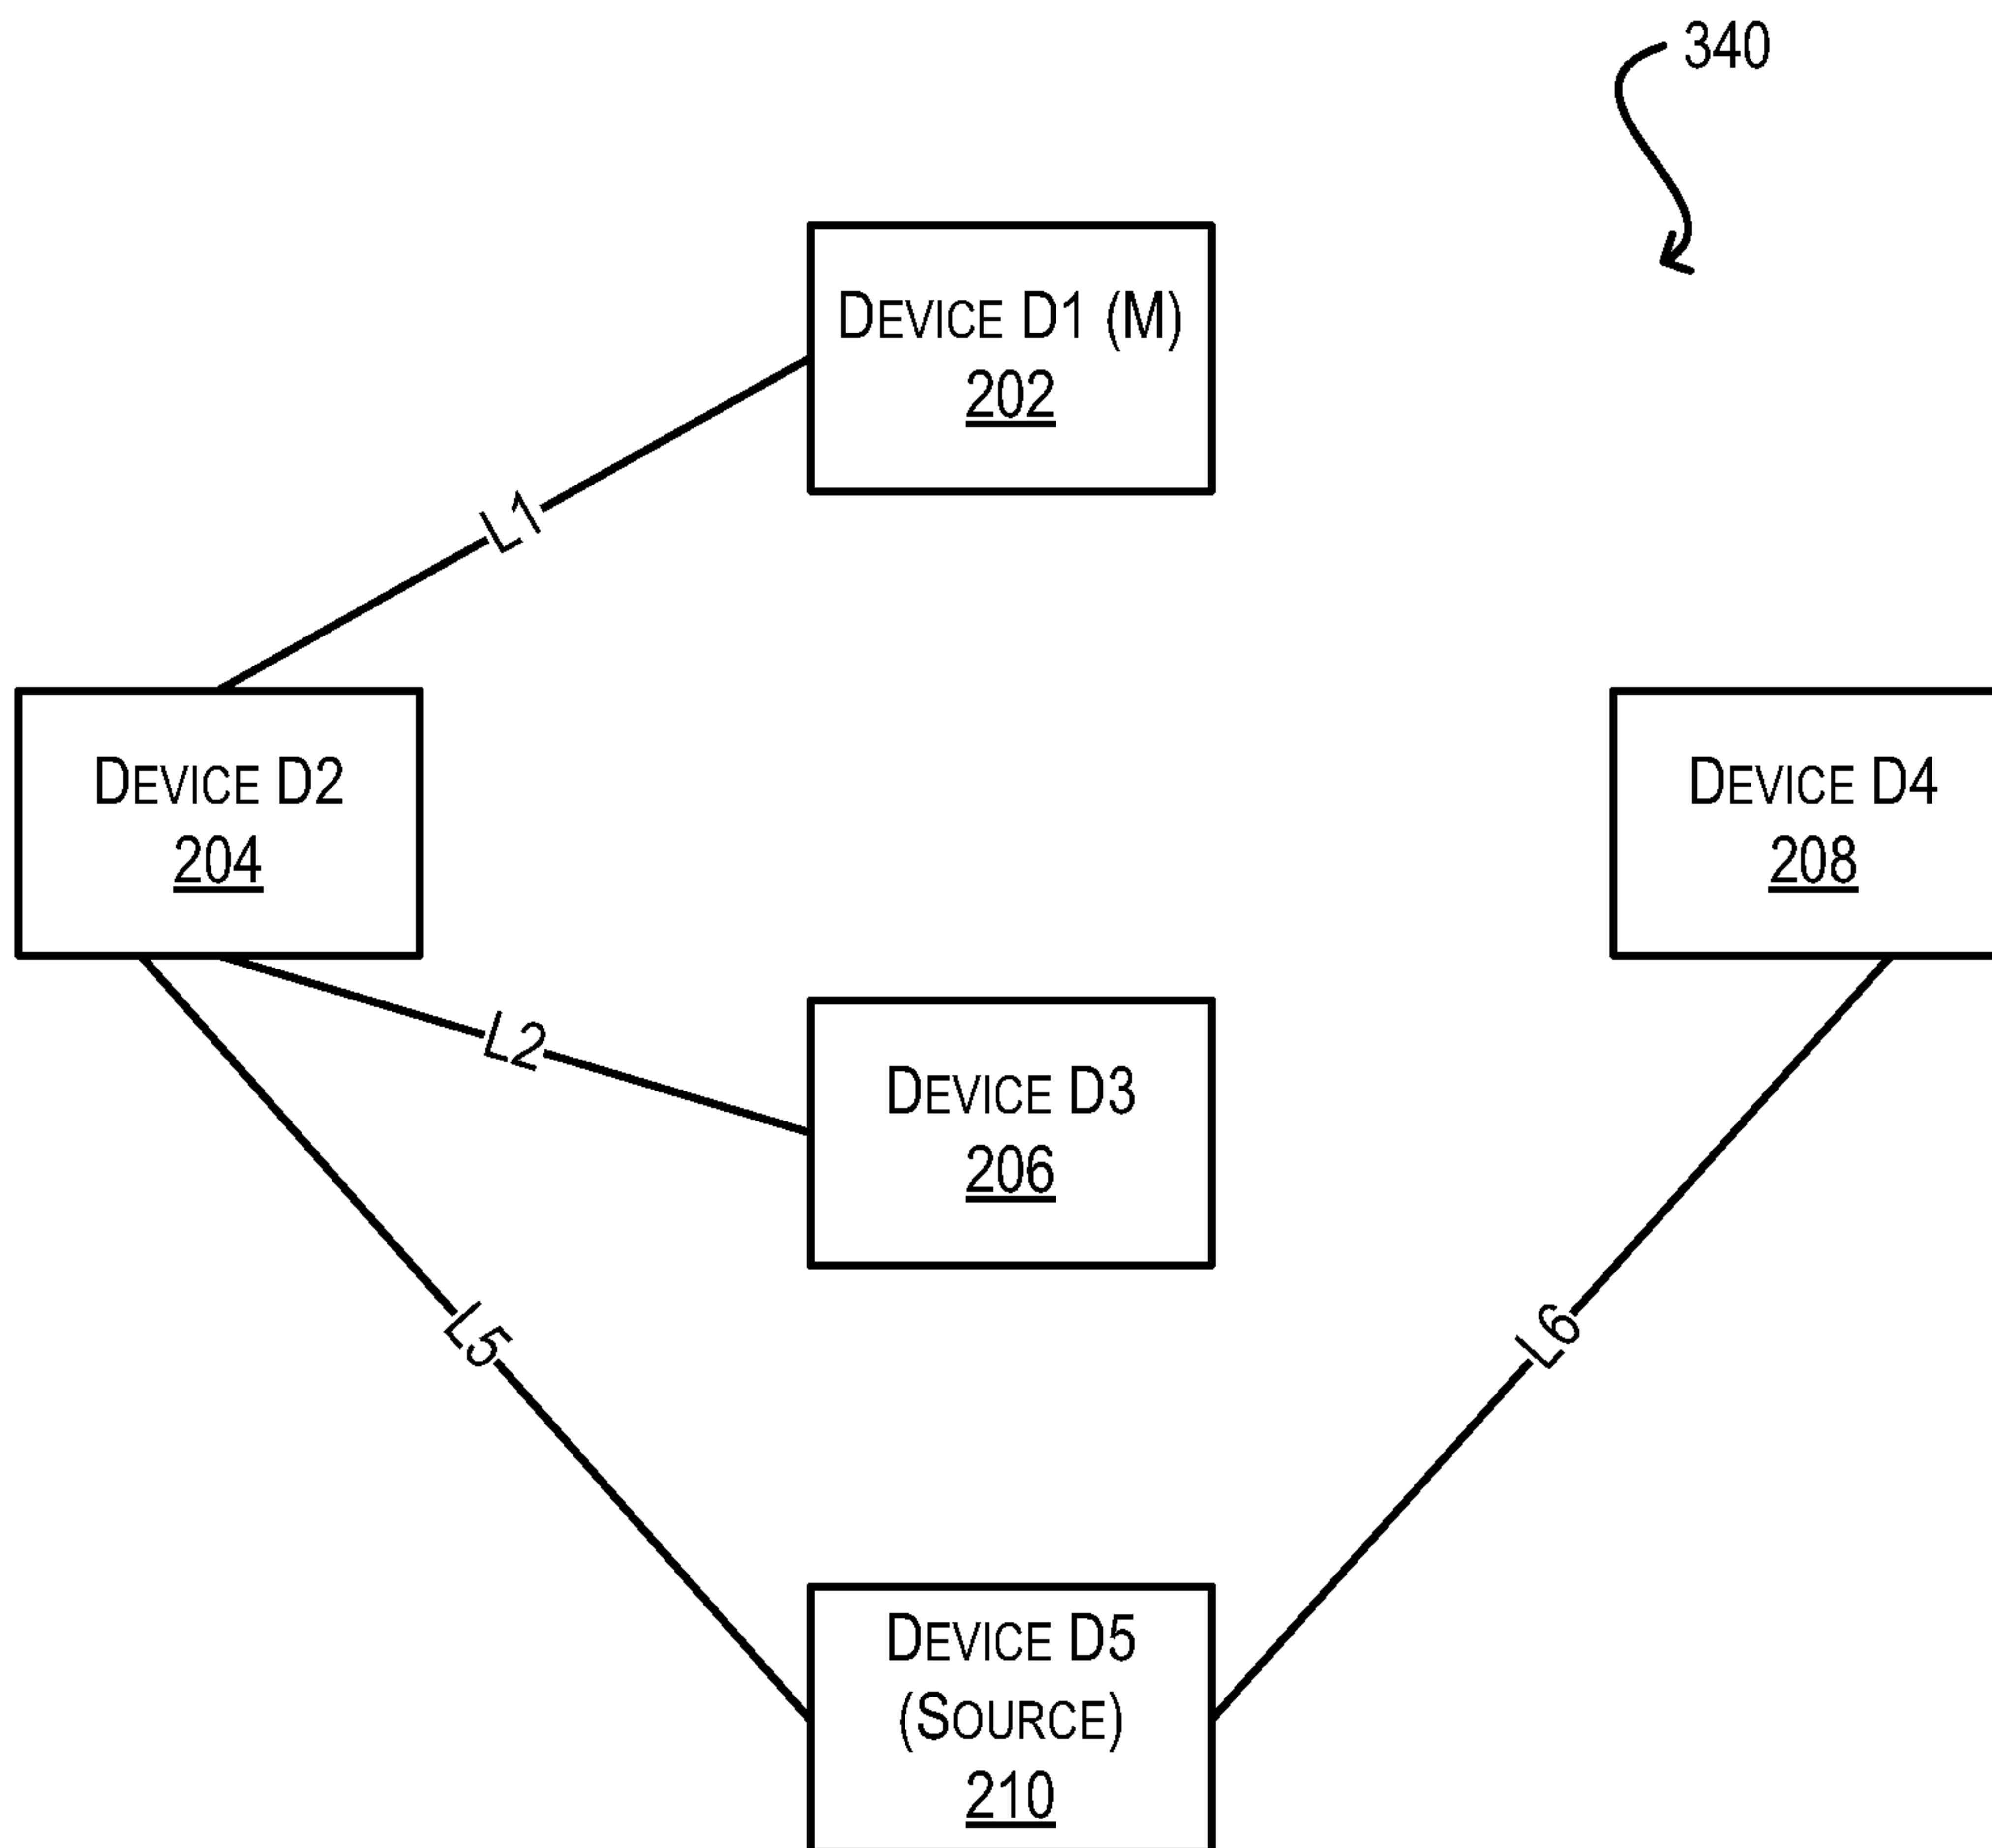 340
DEVICE D1 (M)
202
L1
DEVICE D2
204
DEVICE D4
208
L2
DEVICE D3
206
L5
L6
DEVICE D5
(SOURCE)
210